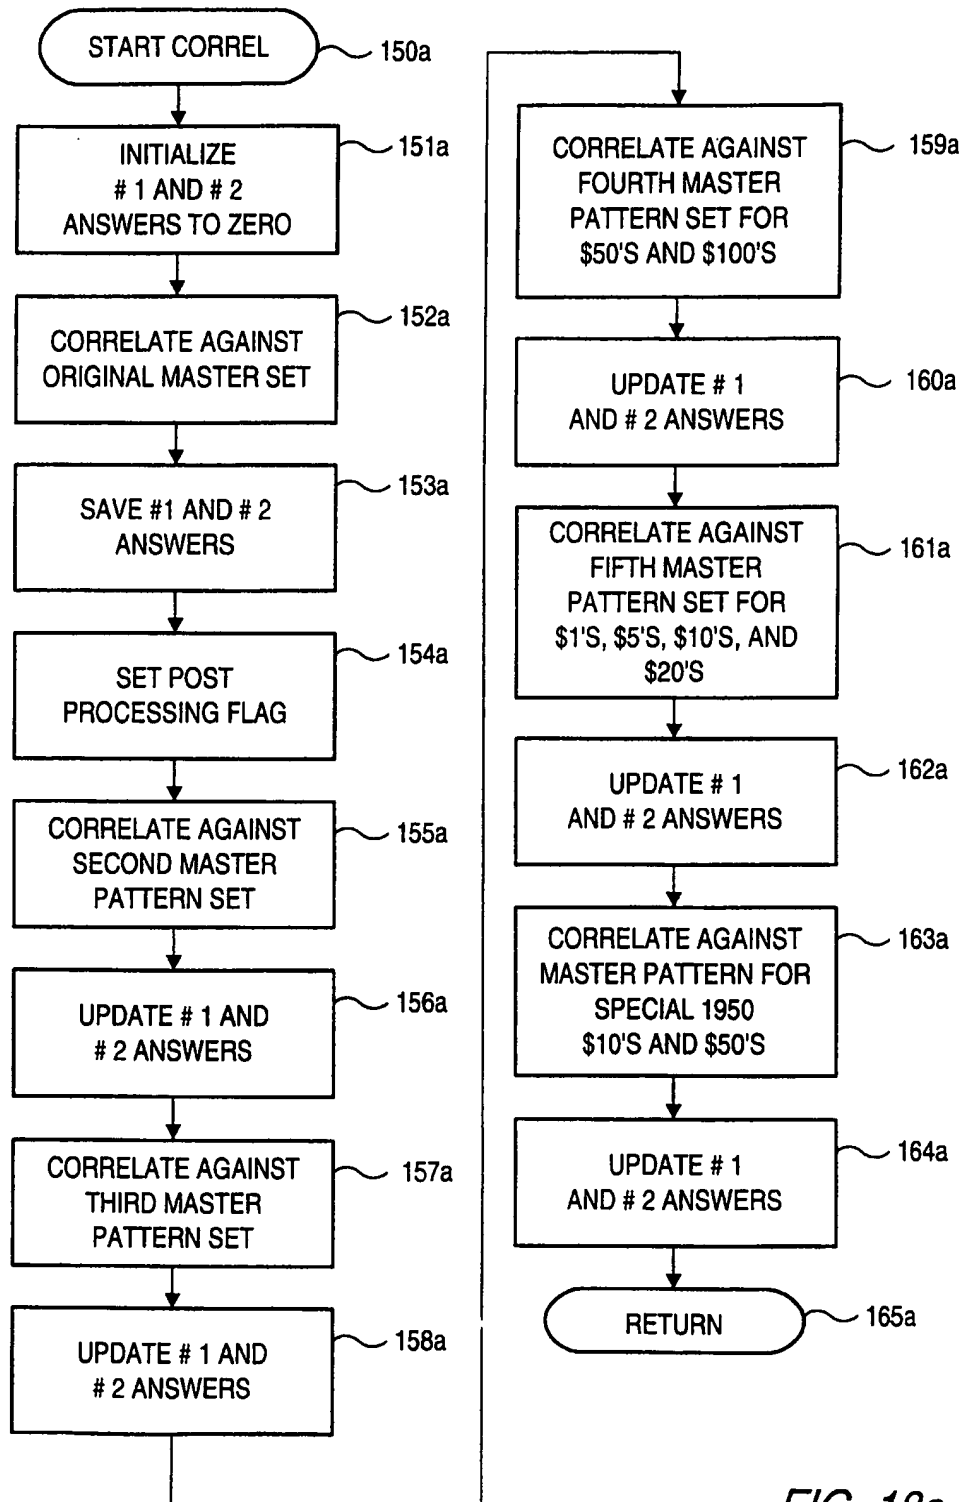 START CORREL
150a
INITIALIZE
# 1 AND # 2
ANSWERS TO ZERO
151a
CORRELATE AGAINST
ORIGINAL MASTER SET
152a
SAVE #1 AND # 2
ANSWERS
153a
SET POST
PROCESSING FLAG
154a
CORRELATE AGAINST
SECOND MASTER
PATTERN SET
155a
UPDATE # 1 AND
# 2 ANSWERS
156a
CORRELATE AGAINST
THIRD MASTER
PATTERN SET
157a
UPDATE # 1 AND
# 2 ANSWERS
158a
CORRELATE AGAINST
FOURTH MASTER
PATTERN SET FOR
$50'S AND $100'S
159a
UPDATE # 1
AND # 2 ANSWERS
160a
CORRELATE AGAINST
FIFTH MASTER
PATTERN SET FOR
$1'S, $5'S, $10'S, AND
$20'S
161a
UPDATE # 1
AND # 2 ANSWERS
162a
CORRELATE AGAINST
MASTER PATTERN FOR
SPECIAL 1950
$10'S AND $50'S
163a
UPDATE # 1
AND # 2 ANSWERS
164a
RETURN
165a
FIG.